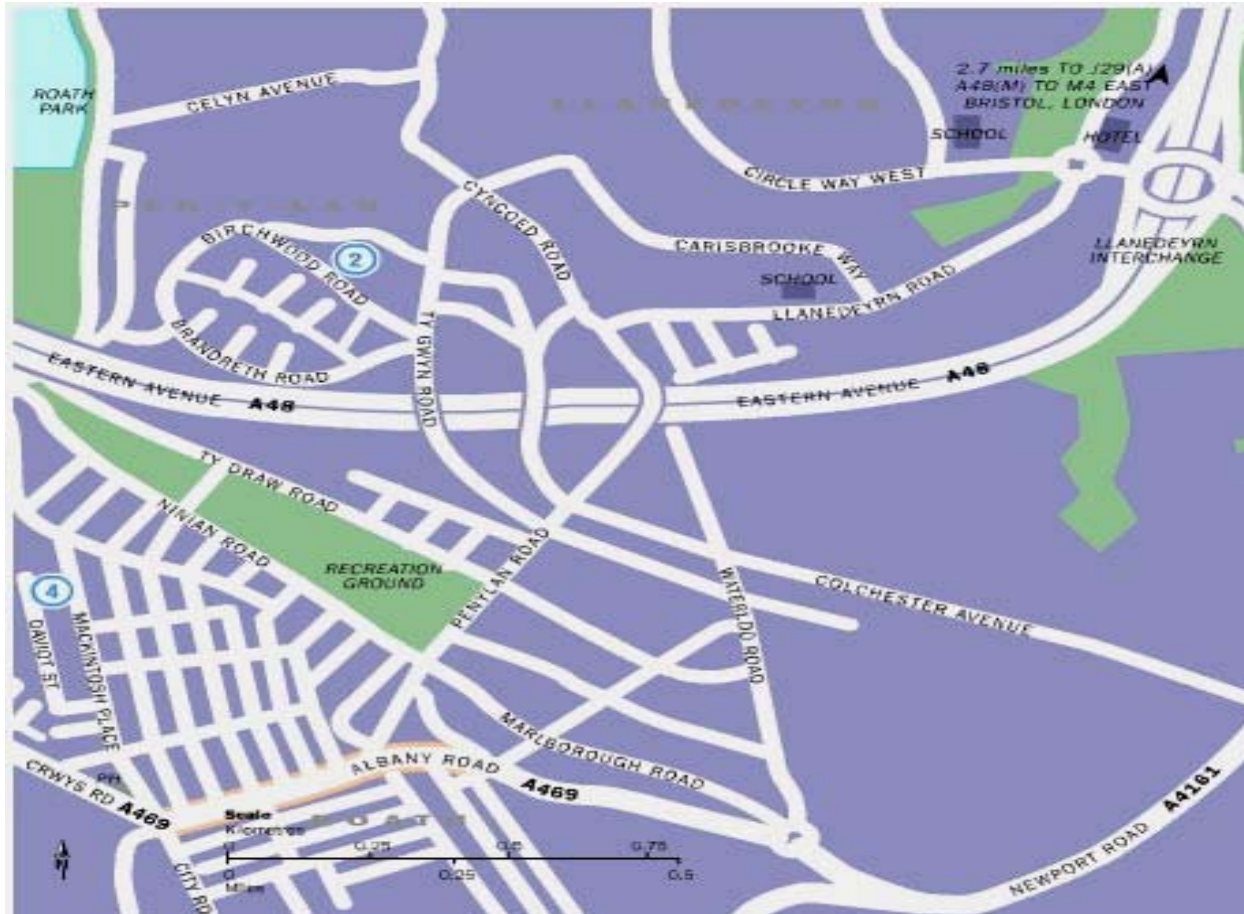 2.7 miles TO J29(A)
A48(M) TO M4 EAST
BRISTOL, LONDON
ROATH
PARK
CELYN AVENUE
SCHOOL
HOTEL
CIRCLE WAY WEST
CYNCOED ROAD
BIRCHWOOD ROAD
2
CARISBROOKE WAY
LLANEDEYRN
INTERCHANGE
SCHOOL
LLANEDEYRN ROAD
BRANDRETH ROAD
TY GWYN ROAD
EASTERN AVENUE A48
EASTERN AVENUE A48
TY DRAW ROAD
NINIAN ROAD
RECREATION
GROUND
PENYLAN ROAD
COLCHESTER AVENUE
WATERLOO ROAD
4
DAVIOT ST
MACKINTOSH PLACE
MARLBOROUGH ROAD
ALBANY ROAD
A469
CRWYS RD A469
PH
A4161
NEWPORT ROAD
CITY RD
ROATH
Scale
Kilometres
0 0.25 0.5 0.75
0 0.25 0.5
Miles
N